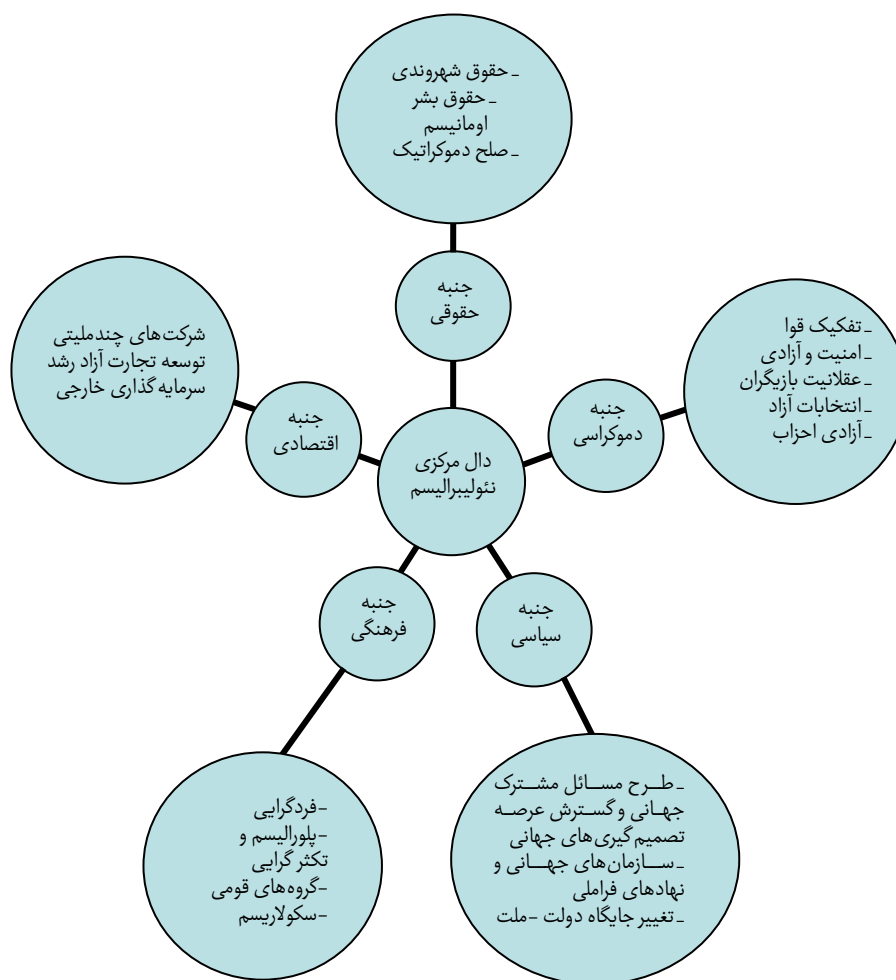 ـ حقوق شهروندی
ـ حقوق بشر
اومانیسم
ـ صلح دموکراتیک
جنبه
حقوقی
ـ تفکیک قوا
ـ امنیت و آزادی
ـ عقلانیت بازیگران
ـ انتخابات آزاد
ـ آزادی احزاب
جنبه
دموکراسی
شرکت‌های چندملیتی
توسعه تجارت آزاد رشد
سرمایه گذاری خارجی
جنبه
اقتصادی
دال مرکزی
نئولیبرالیسم
جنبه
فرهنگی
جنبه
سیاسی
-فردگرایی
-پلورالیسم و
تکثر گرایی
-گروه‌های قومی
-سکولاریسم
ـ طـرح مسـائل مشـترک
جهـانی و گسـترش عرصـه
تصمیم گیری‌های جهانی
ـ سـازمان‌های جهـانی و
نهادهای فراملی
ـ تغییر جایگاه دولت -ملت